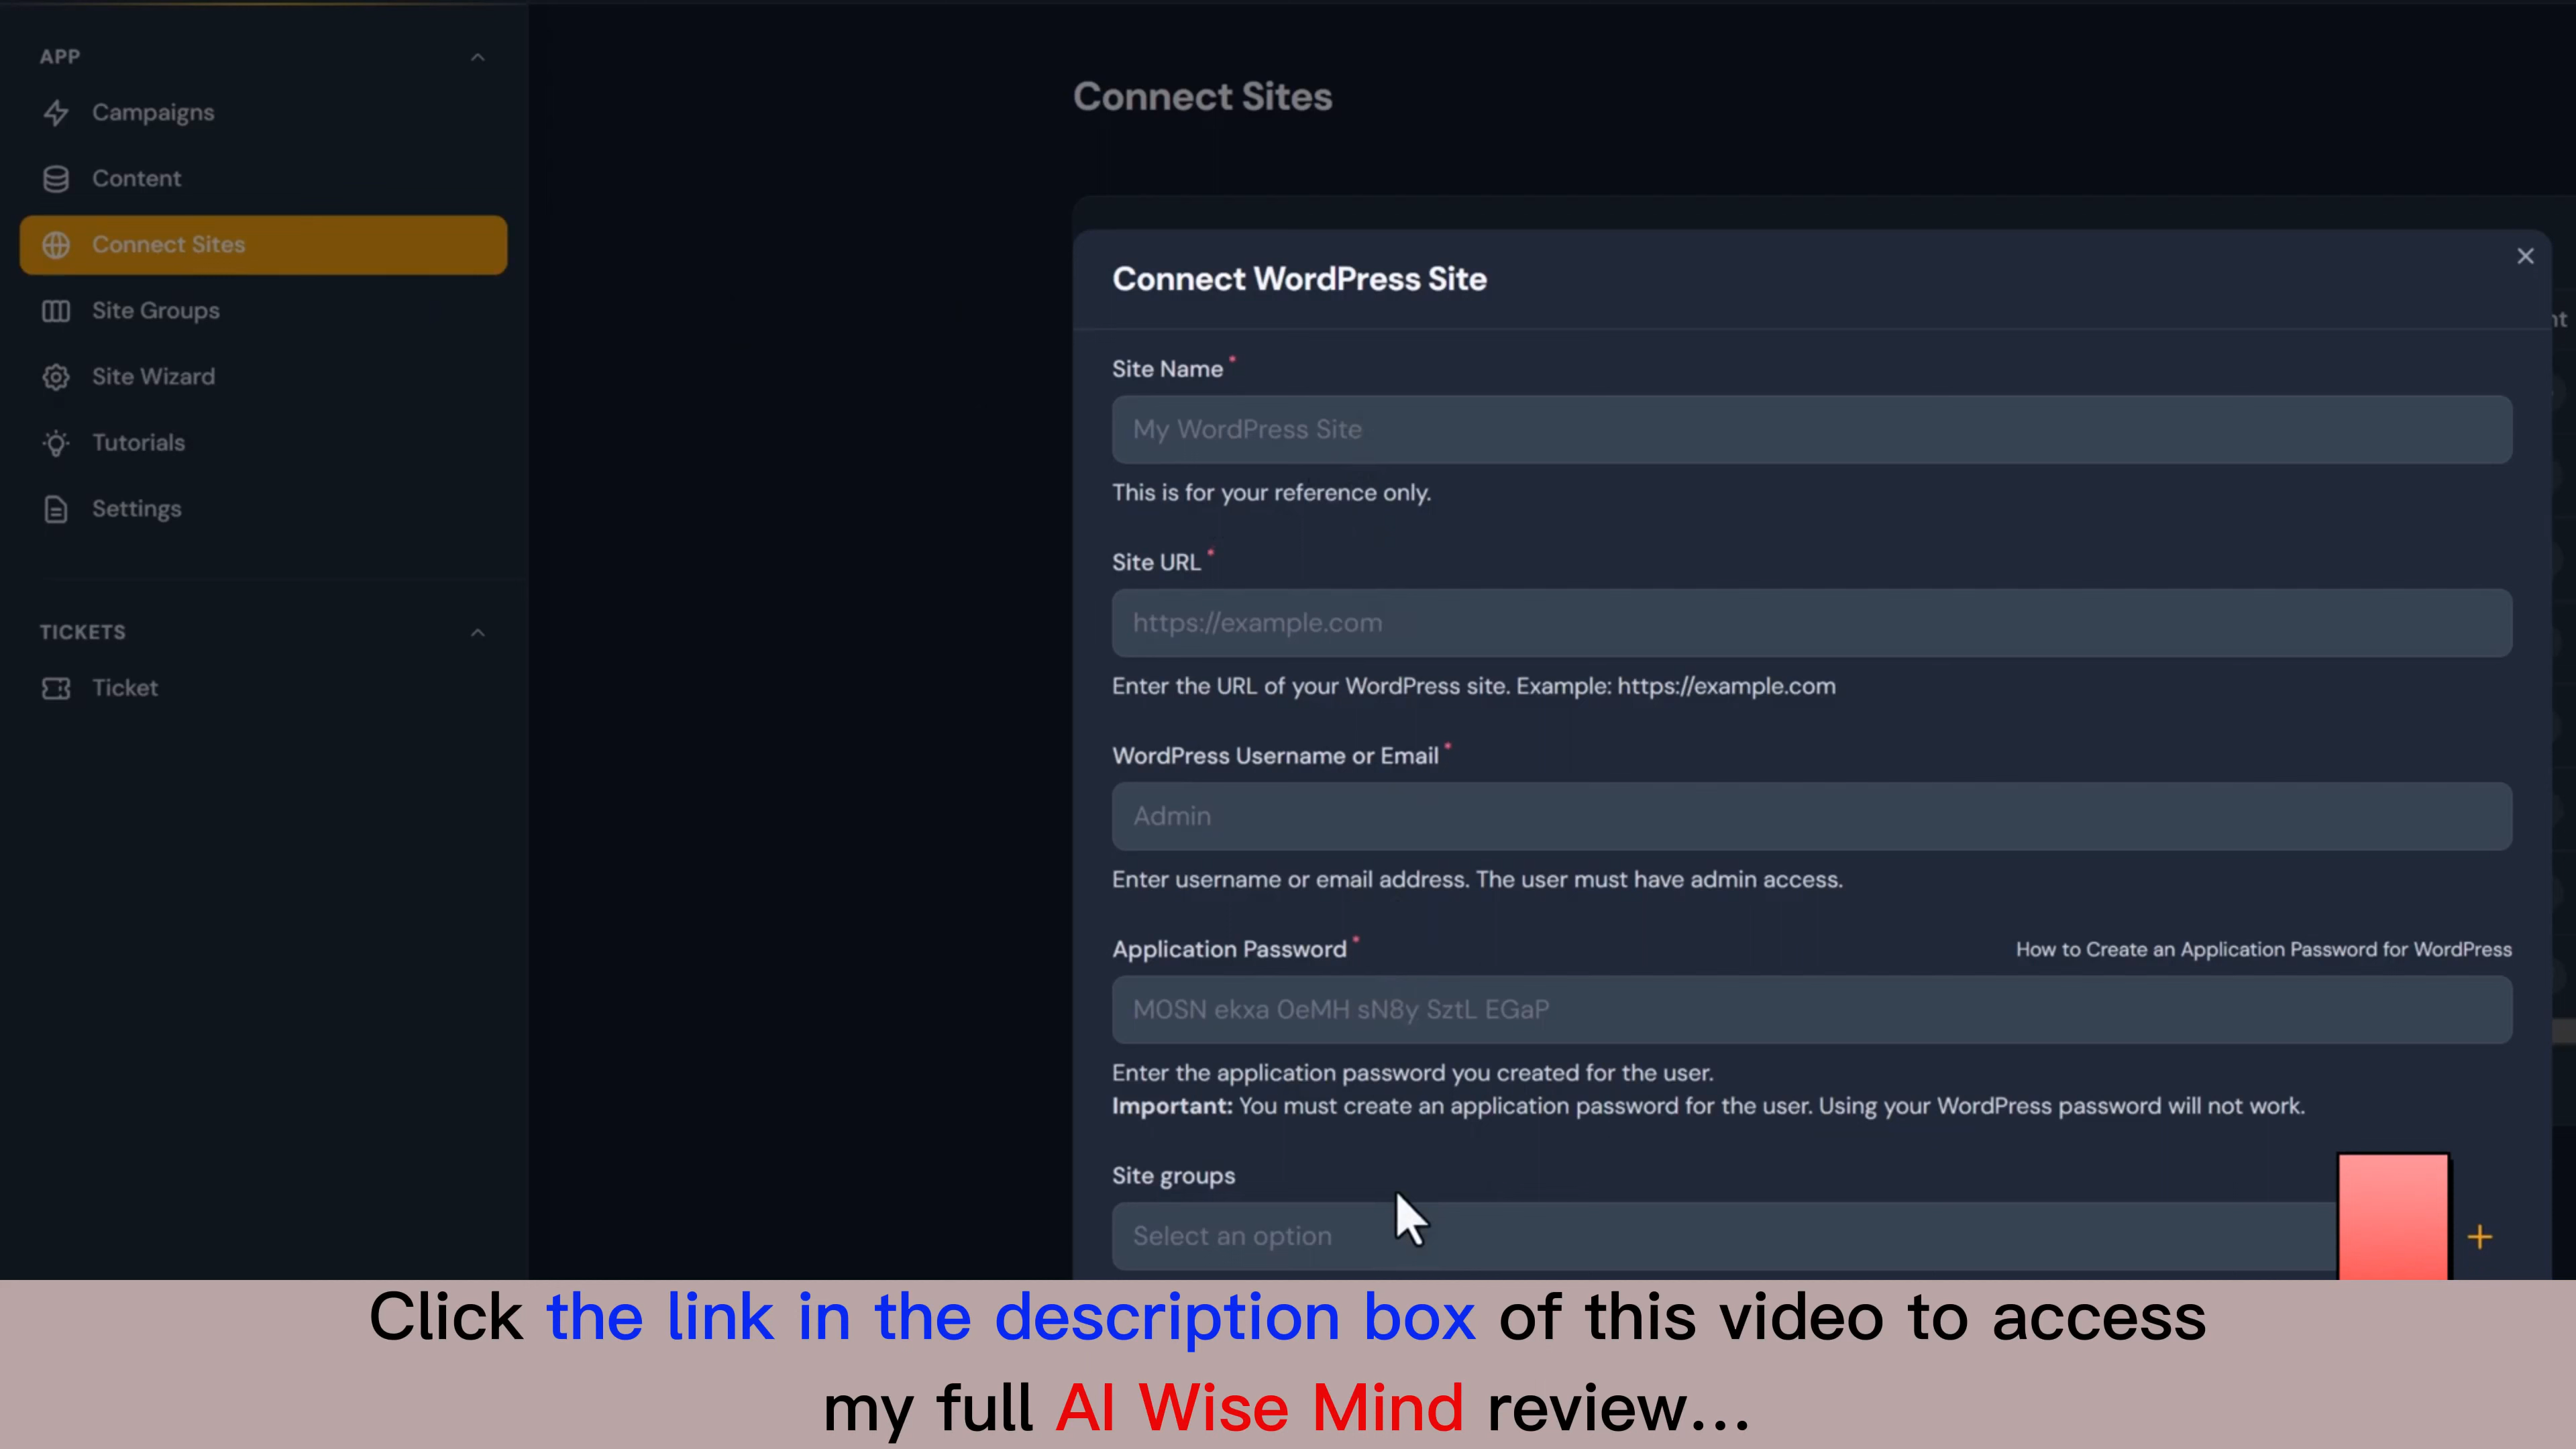 APP
Campaigns
Content
Connect Sites
Site Groups
Site Wizard
Tutorials
Settings
TICKETS
Ticket
Connect Sites
Connect WordPress Site
Site Name *
My WordPress Site
This is for your reference only.
Site URL *
https://example.com
Enter the URL of your WordPress site. Example: https://example.com
WordPress Username or Email *
Admin
Enter username or email address. The user must have admin access.
Application Password *
How to Create an Application Password for WordPress
M0SN ekxa 0eMH sN8y SztL EGaP
Enter the application password you created for the user.
Important: You must create an application password for the user. Using your WordPress password will not work.
Site groups
Select an option
Click the link in the description box of this video to access
my full AI Wise Mind review...